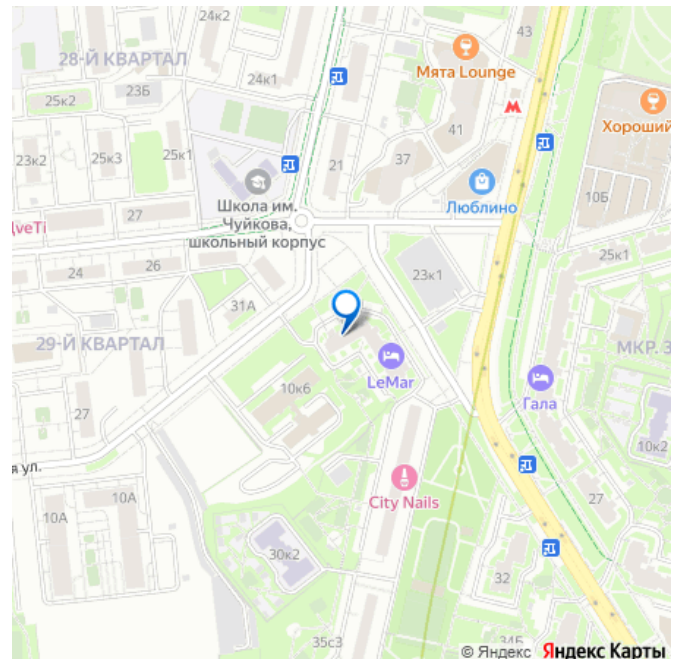 24к2
43
28-Й КВАРТАЛ
Мята Lounge
23Б
24к1
25к2
41
Хороший
23к2
25к3
25к1
21
37
10Б
Школа им.
Чуйкова,
школьный корпус
Люблино
27
24
26
23к1
25к1
31А
29-Й КВАРТАЛ
МКР. 3
LeMar
10к6
Гала
27
10к2
я ул.
City Nails
10А
10А
27
30к2
32
35с3
34Б
© Яндекс Яндекс Карты